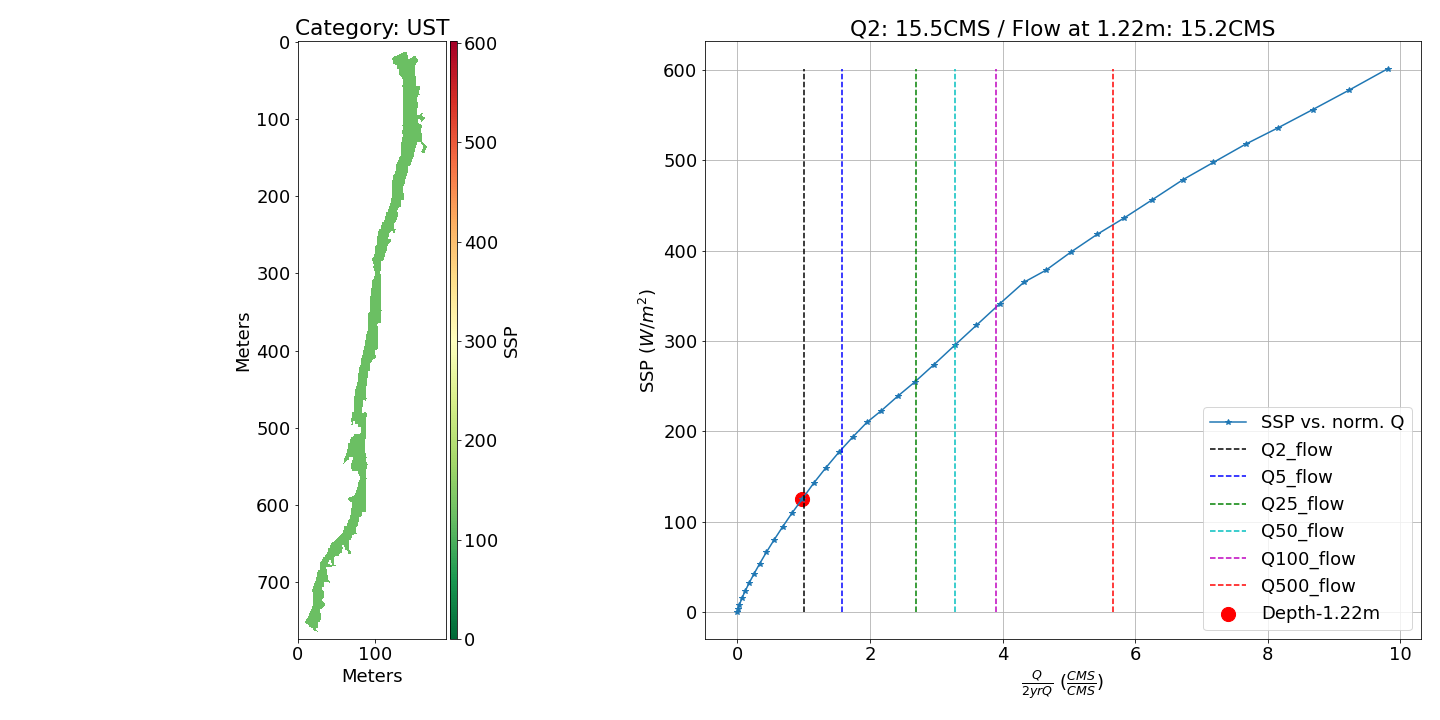 Category: UST
0
100
200
300
400
500
600
700
Meters
0
100
Meters
600
500
400
300
200
100
0
SSP
Q2: 15.5CMS / Flow at 1.22m: 15.2CMS
600
500
400
300
200
100
0
SSP (W/m²)
0
2
4
6
8
10
Q/2yrQ (CMS/CMS)
SSP vs. norm. Q
Q2_flow
Q5_flow
Q25_flow
Q50_flow
Q100_flow
Q500_flow
Depth-1.22m